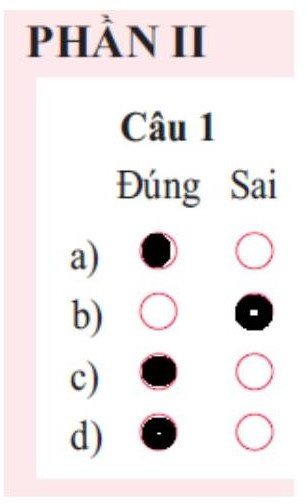 PHẦN II
Câu 1
Đúng Sai
a)
b)
c)
d)